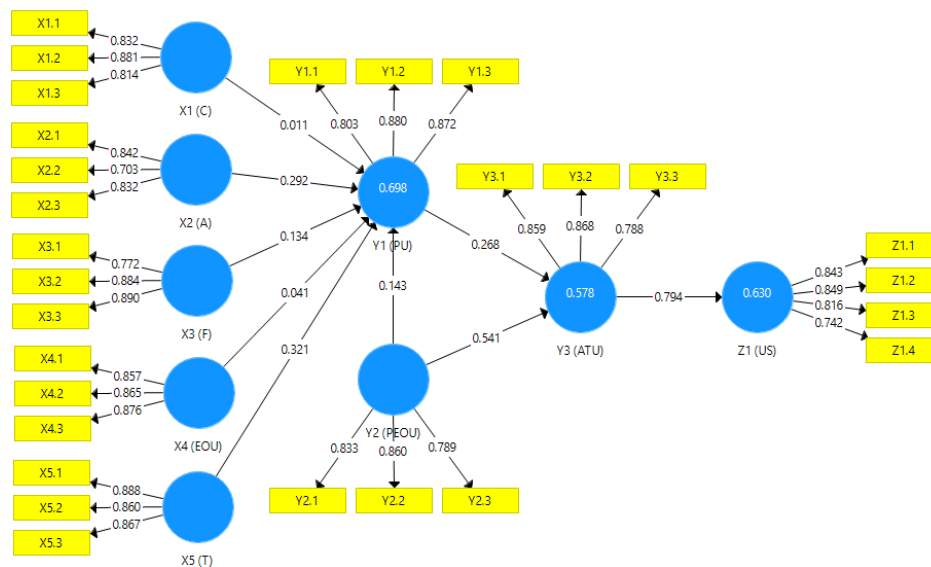 X1.1
0.832
X1.2
0.881
X1.3
0.814
X1 (C)
0.011
X2.1
0.842
X2.2
0.703
X2.3
0.832
X2 (A)
0.292
X3.1
0.772
X3.2
0.884
X3.3
0.890
X3 (F)
0.134
X4.1
0.857
X4.2
0.865
X4.3
0.876
X4 (EOU)
0.041
X5.1
0.888
X5.2
0.860
X5.3
0.867
X5 (T)
0.321
Y1.1
Y1.2
Y1.3
0.803
0.880
0.872
0.698
Y1 (PU)
0.143
0.268
Y2 (PEOU)
0.541
0.833
0.860
0.789
Y2.1
Y2.2
Y2.3
Y3.1
Y3.2
Y3.3
0.859
0.868
0.788
0.578
Y3 (ATU)
0.794
0.630
Z1 (US)
0.843
0.849
0.816
0.742
Z1.1
Z1.2
Z1.3
Z1.4